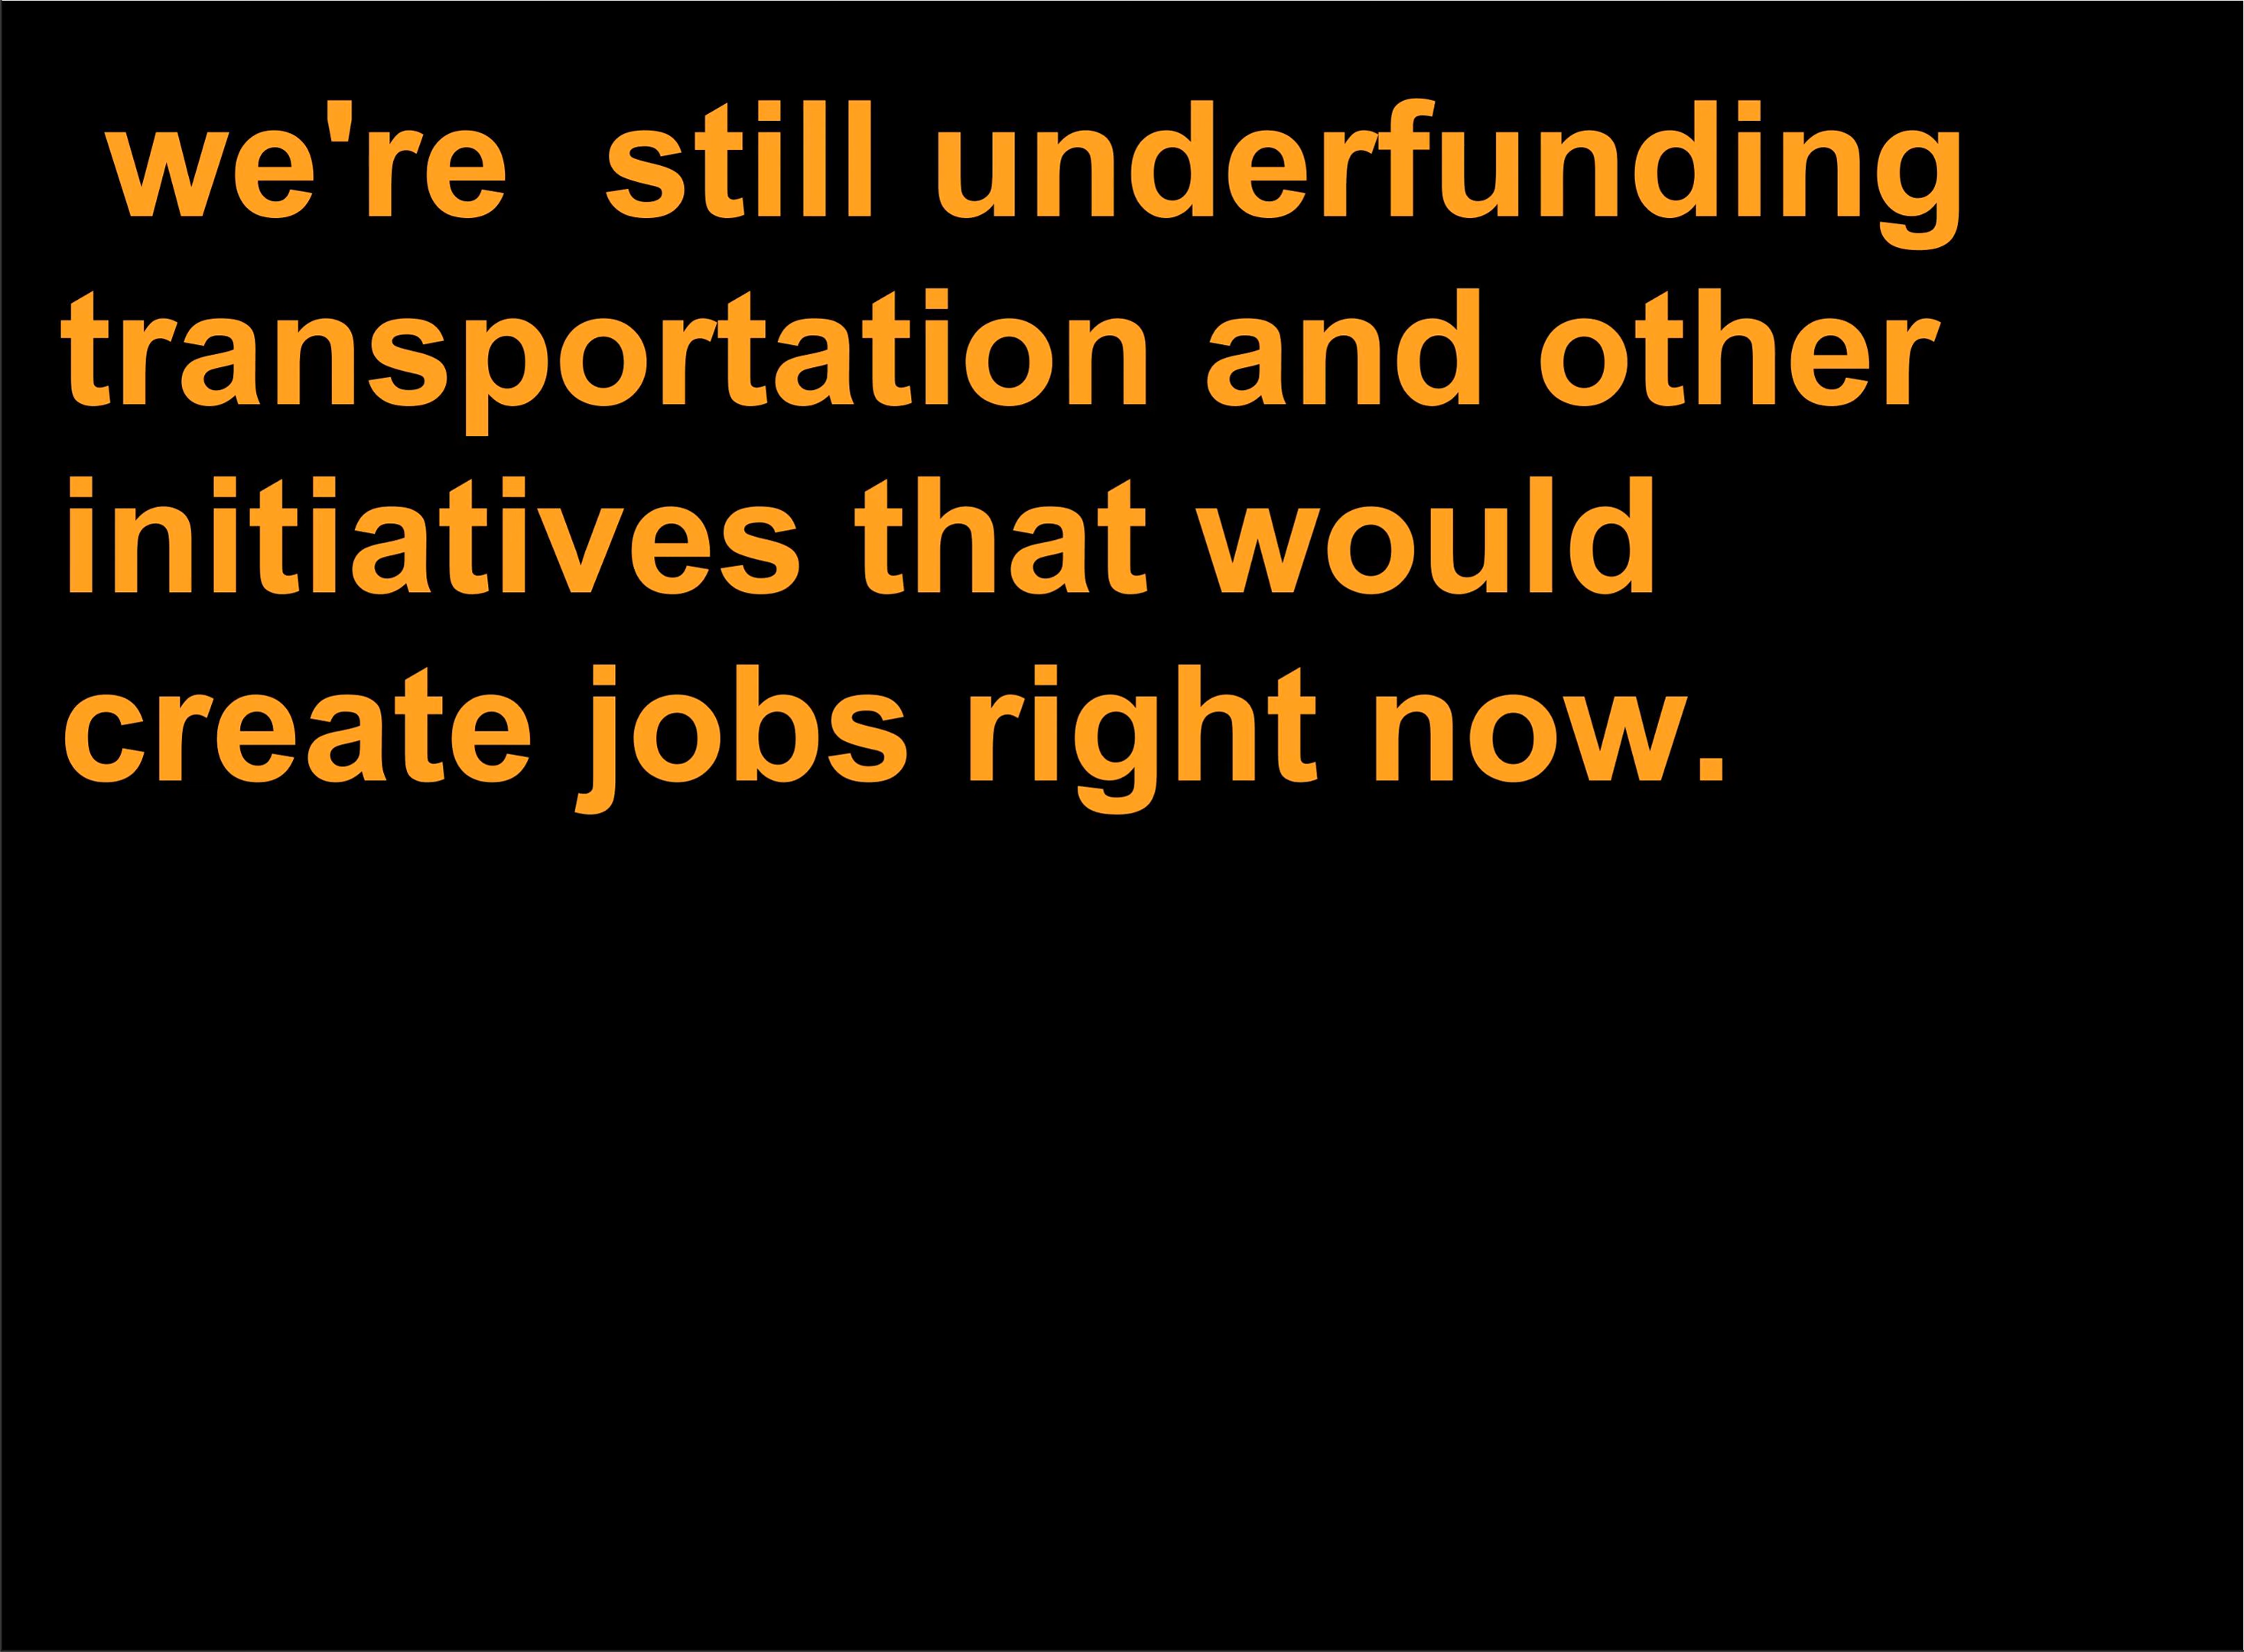 we're  still underfunding
transportation and other
initiatives that would
create jobs right now.